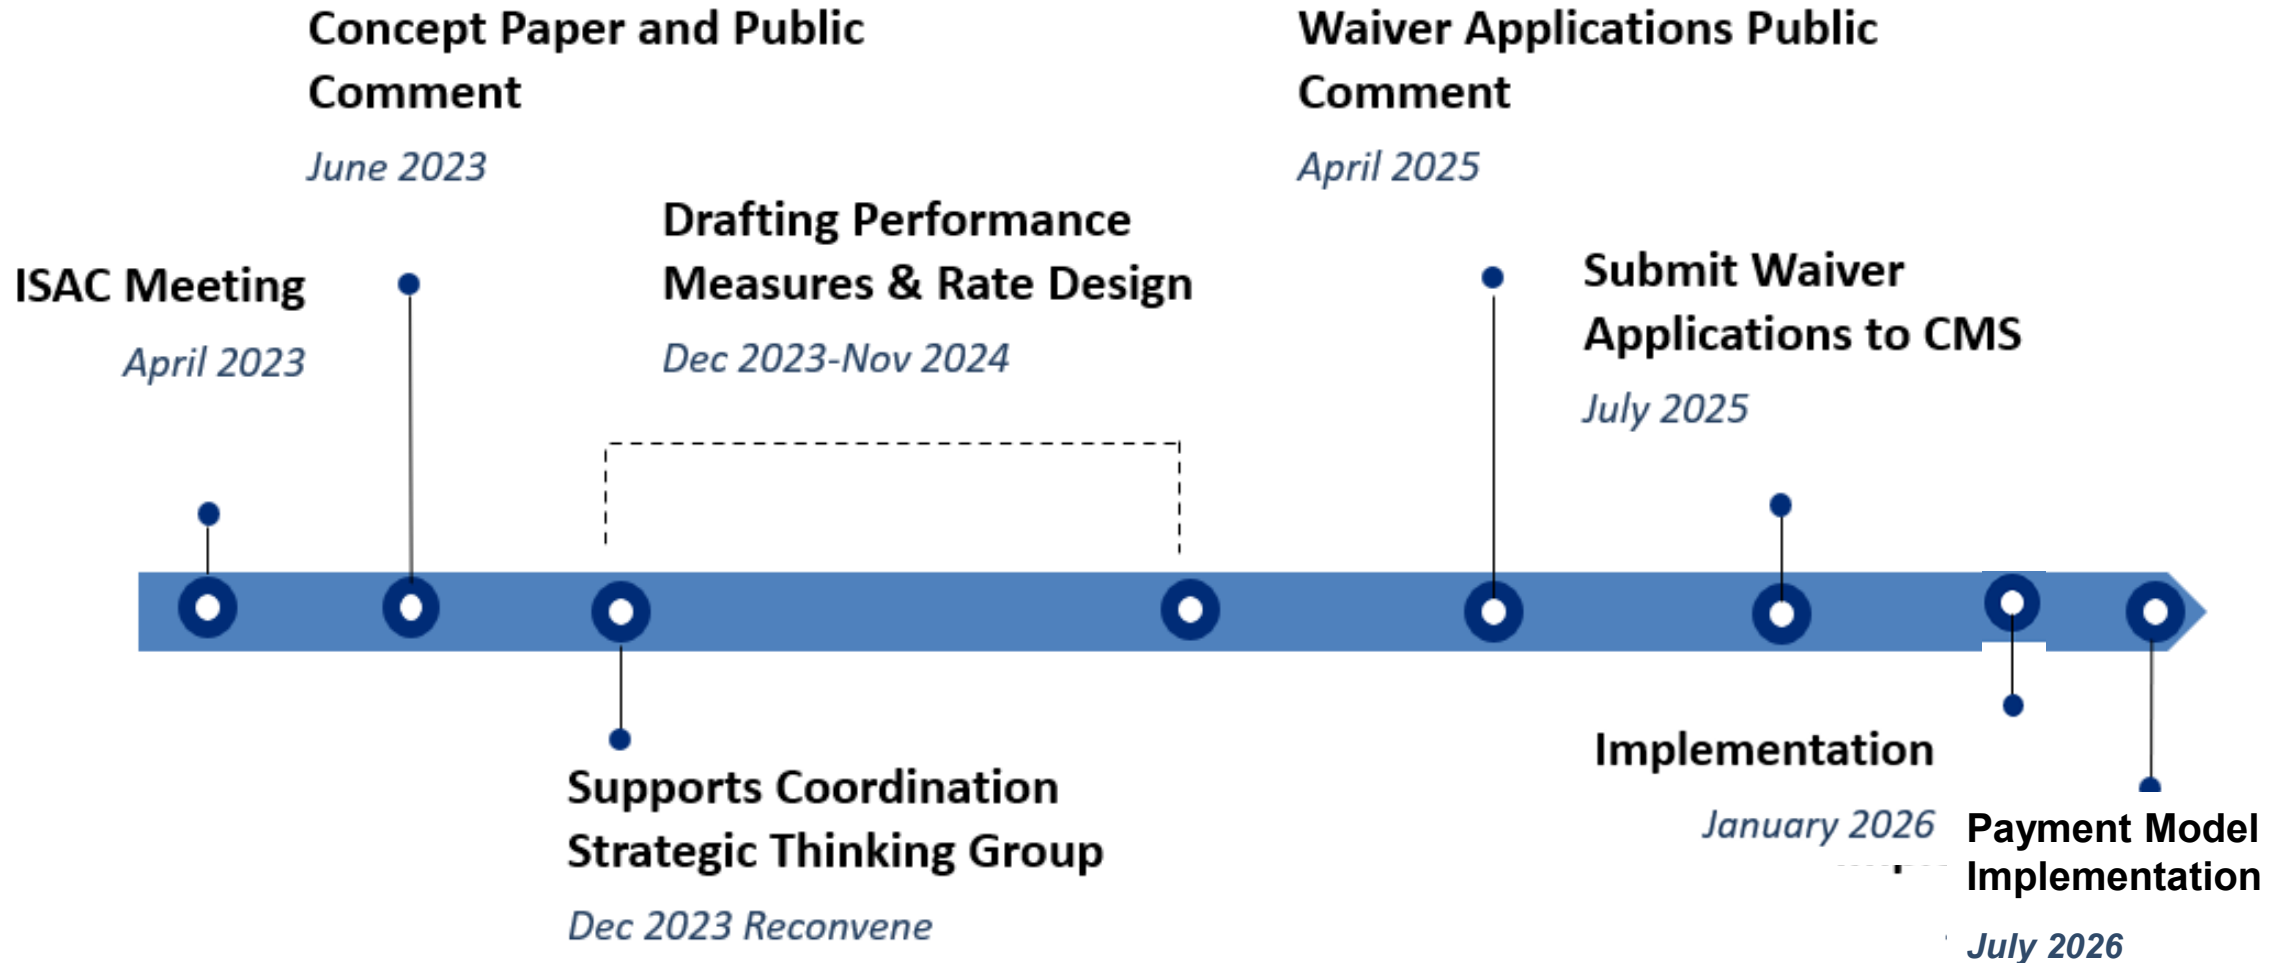 Concept Paper and Public
Comment
June 2023
Waiver Applications Public
Comment
April 2025
ISAC Meeting
April 2023
Drafting Performance
Measures & Rate Design
Dec 2023-Nov 2024
Submit Waiver
Applications to CMS
July 2025
Supports Coordination
Strategic Thinking Group
Dec 2023 Reconvene
Implementation
January 2026
Payment Model
Implementation
July 2026